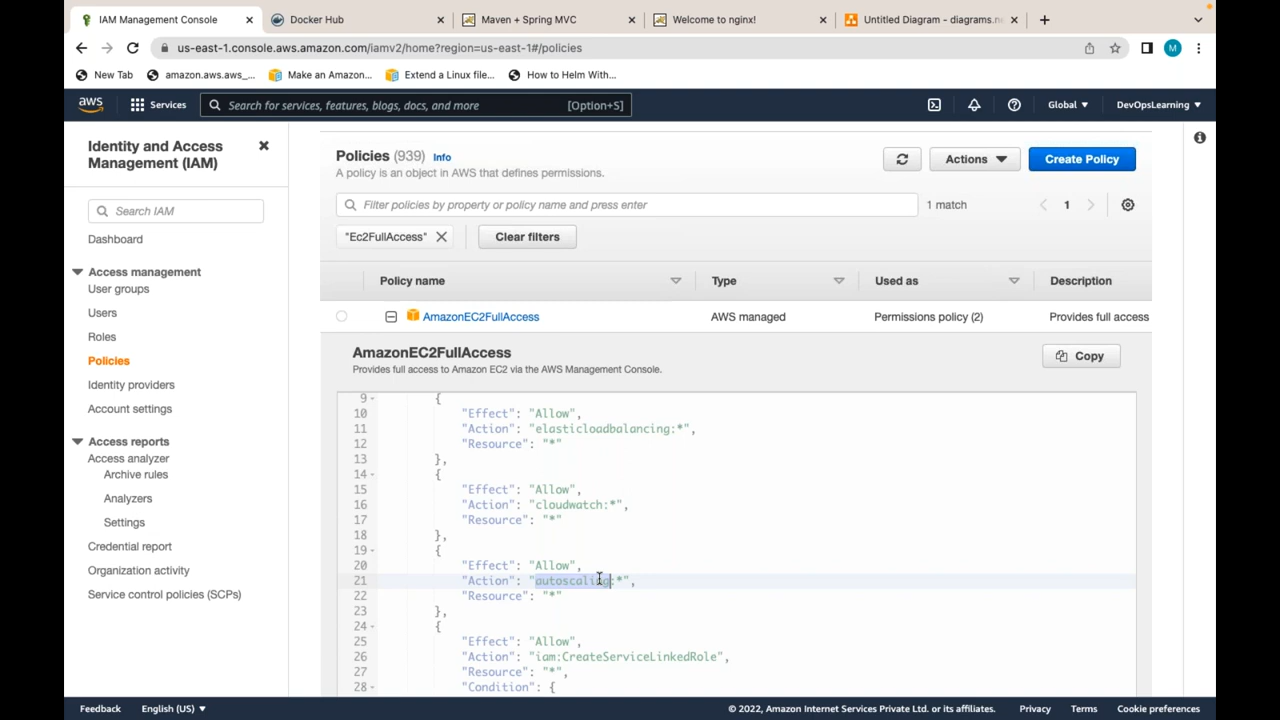 IAM Management Console
Docker Hub
Maven + Spring MVC
Welcome to nginx!
Untitled Diagram - diagrams.ne
us-east-1.console.aws.amazon.com/iamv2/home?region=us-east-1#/policies
M
New Tab
amazon.aws.aws_...
Make an Amazon...
Extend a Linux file...
How to Helm With...
aws
Services
Search for services, features, blogs, docs, and more
[Option+S]
Global
DevOpsLearning
Identity and Access
Management (IAM)
Search IAM
Dashboard
Access management
User groups
Users
Roles
Policies
Identity providers
Account settings
Access reports
Access analyzer
Archive rules
Analyzers
Settings
Credential report
Organization activity
Service control policies (SCPs)
Policies (939) Info
A policy is an object in AWS that defines permissions.
Actions
Create Policy
Filter policies by property or policy name and press enter
1 match
1
"Ec2FullAccess"
Clear filters
Policy name
Type
Used as
Description
AmazonEC2FullAccess
AWS managed
Permissions policy (2)
Provides full access
AmazonEC2FullAccess
Provides full access to Amazon EC2 via the AWS Management Console.
Copy
9 {
10 "Effect": "Allow",
11 "Action": "elasticloadbalancing:*",
12 "Resource": "*"
13 },
14 {
15 "Effect": "Allow",
16 "Action": "cloudwatch:*",
17 "Resource": "*"
18 },
19 {
20 "Effect": "Allow",
21 "Action": "autoscaling:*",
22 "Resource": "*"
23 },
24 {
25 "Effect": "Allow",
26 "Action": "iam:CreateServiceLinkedRole",
27 "Resource": "*",
28 "Condition": {
Feedback
English (US)
© 2022, Amazon Internet Services Private Ltd. or its affiliates.
Privacy
Terms
Cookie preferences